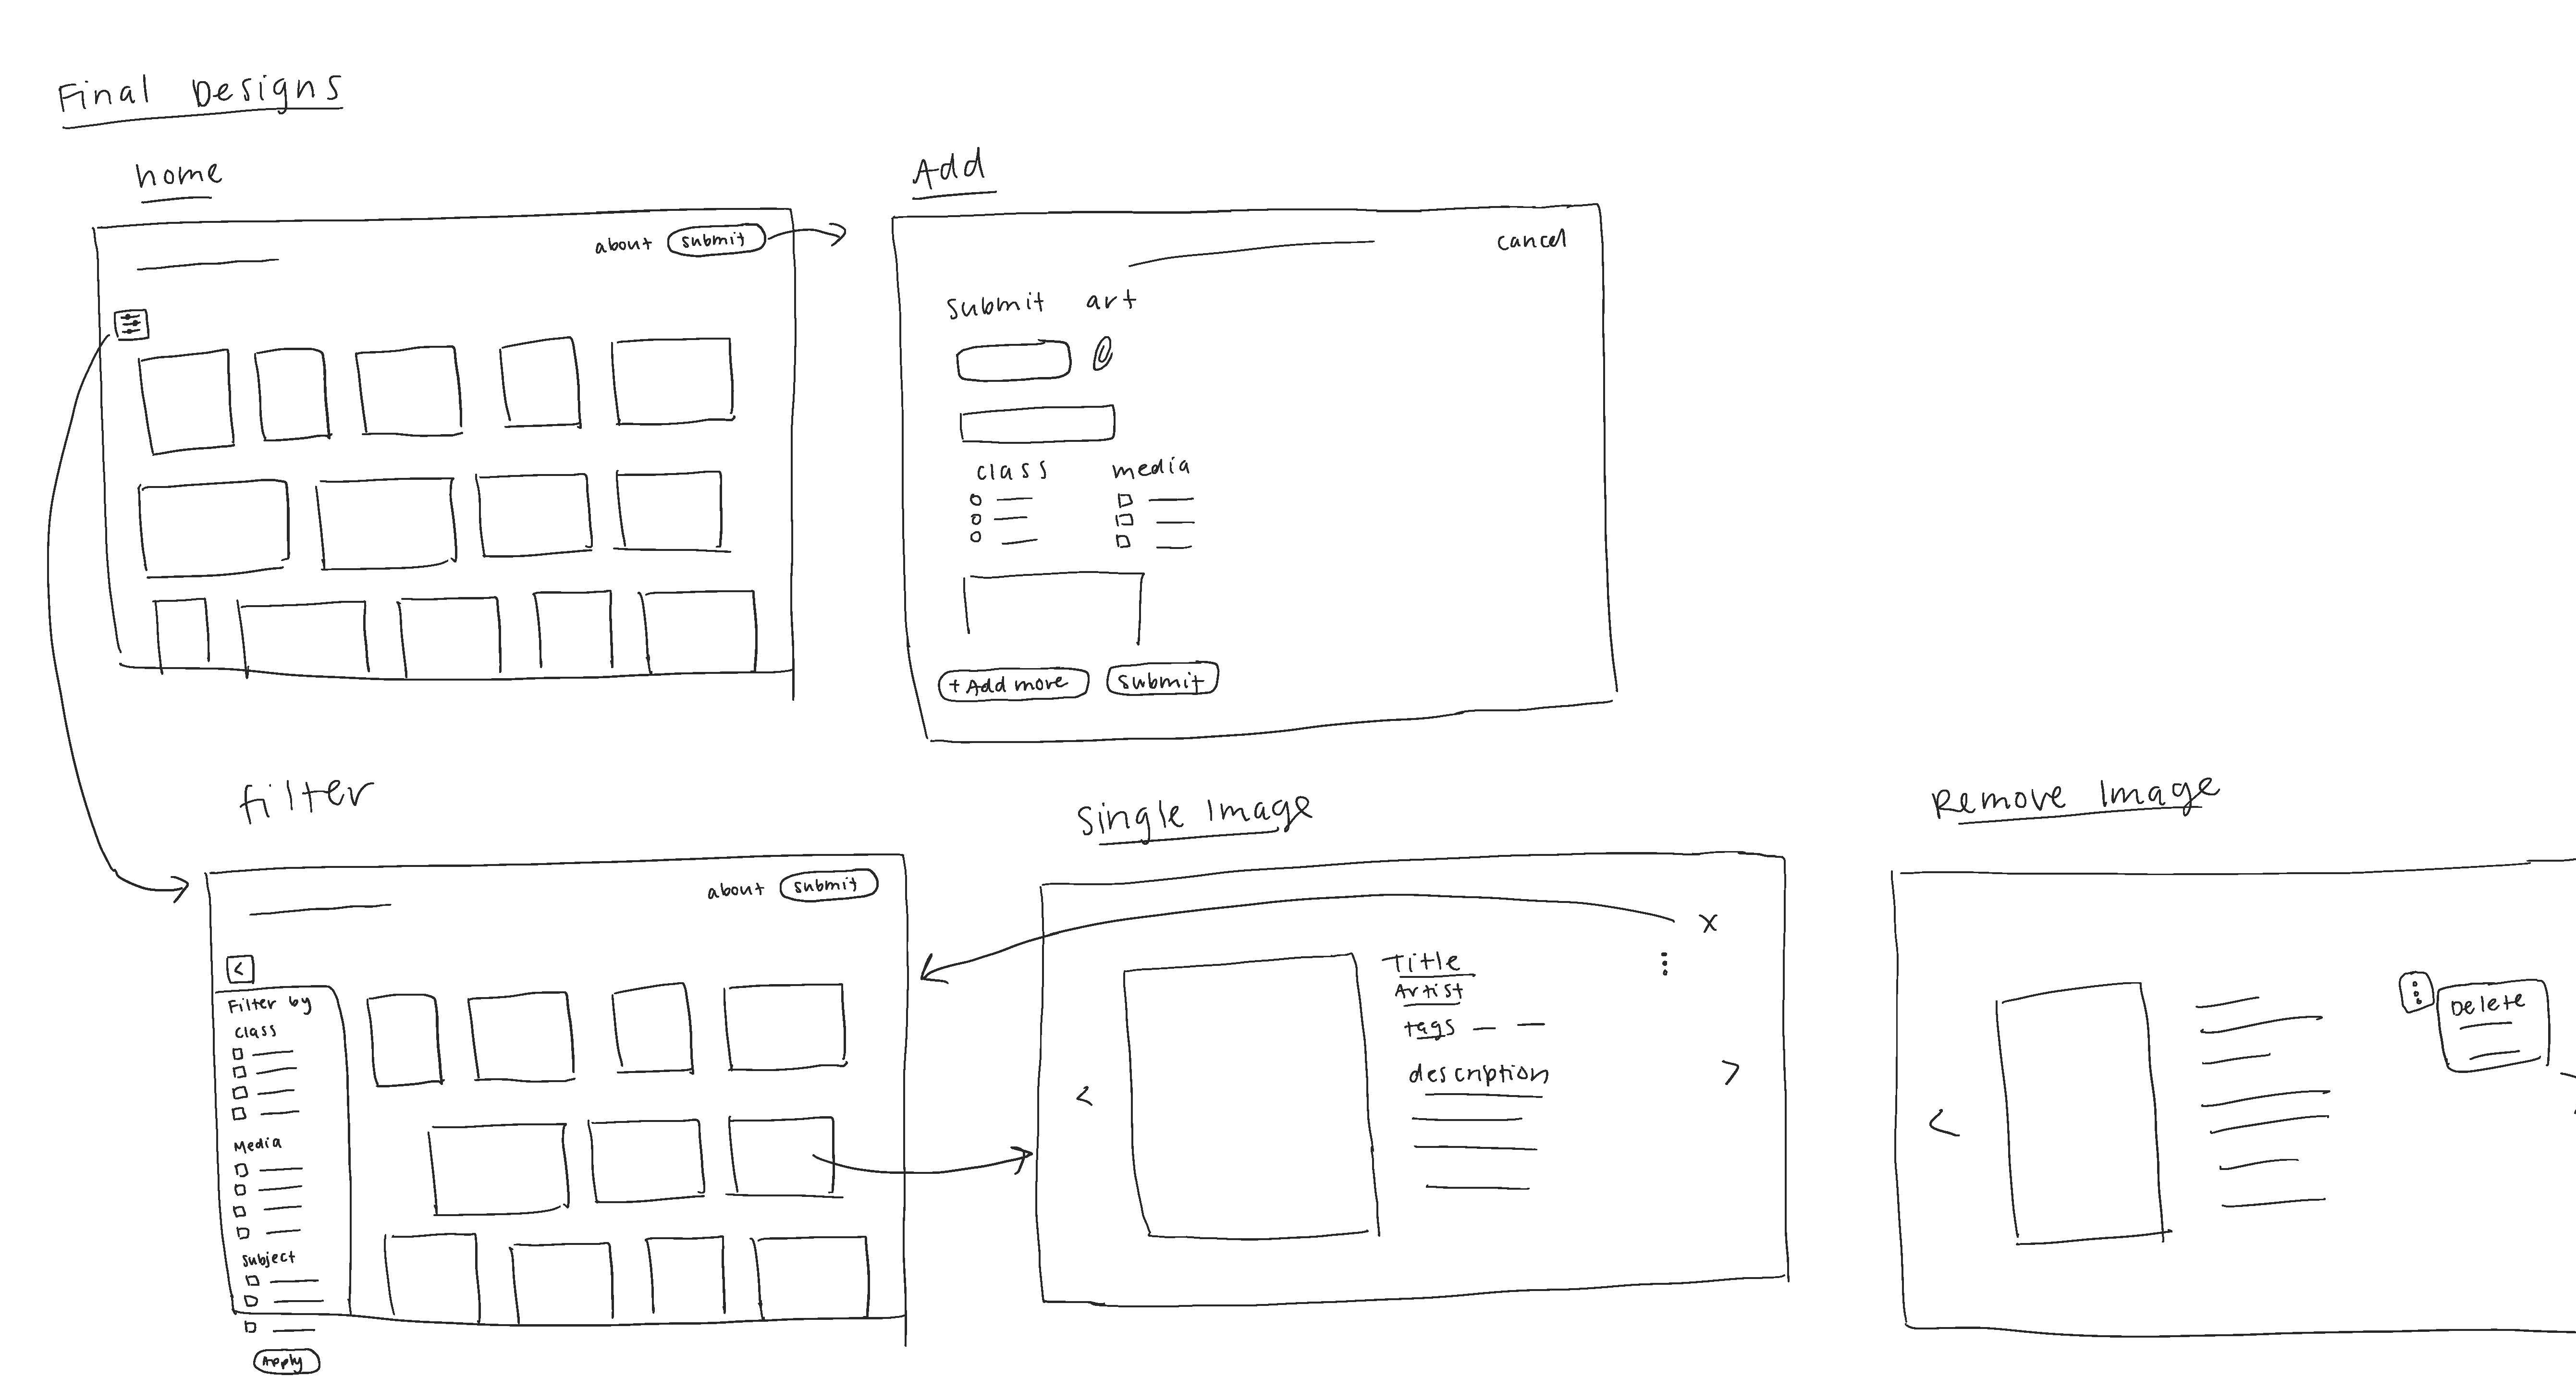 Final Designs
home
about submit
Add
cancel
submit art
class media
+ Add more submit
filter
about submit
<
Filter by
class
Media
Subject
Apply
Single Image
x
Title
Artist
tags
description
< >
Remove Image
Delete
<